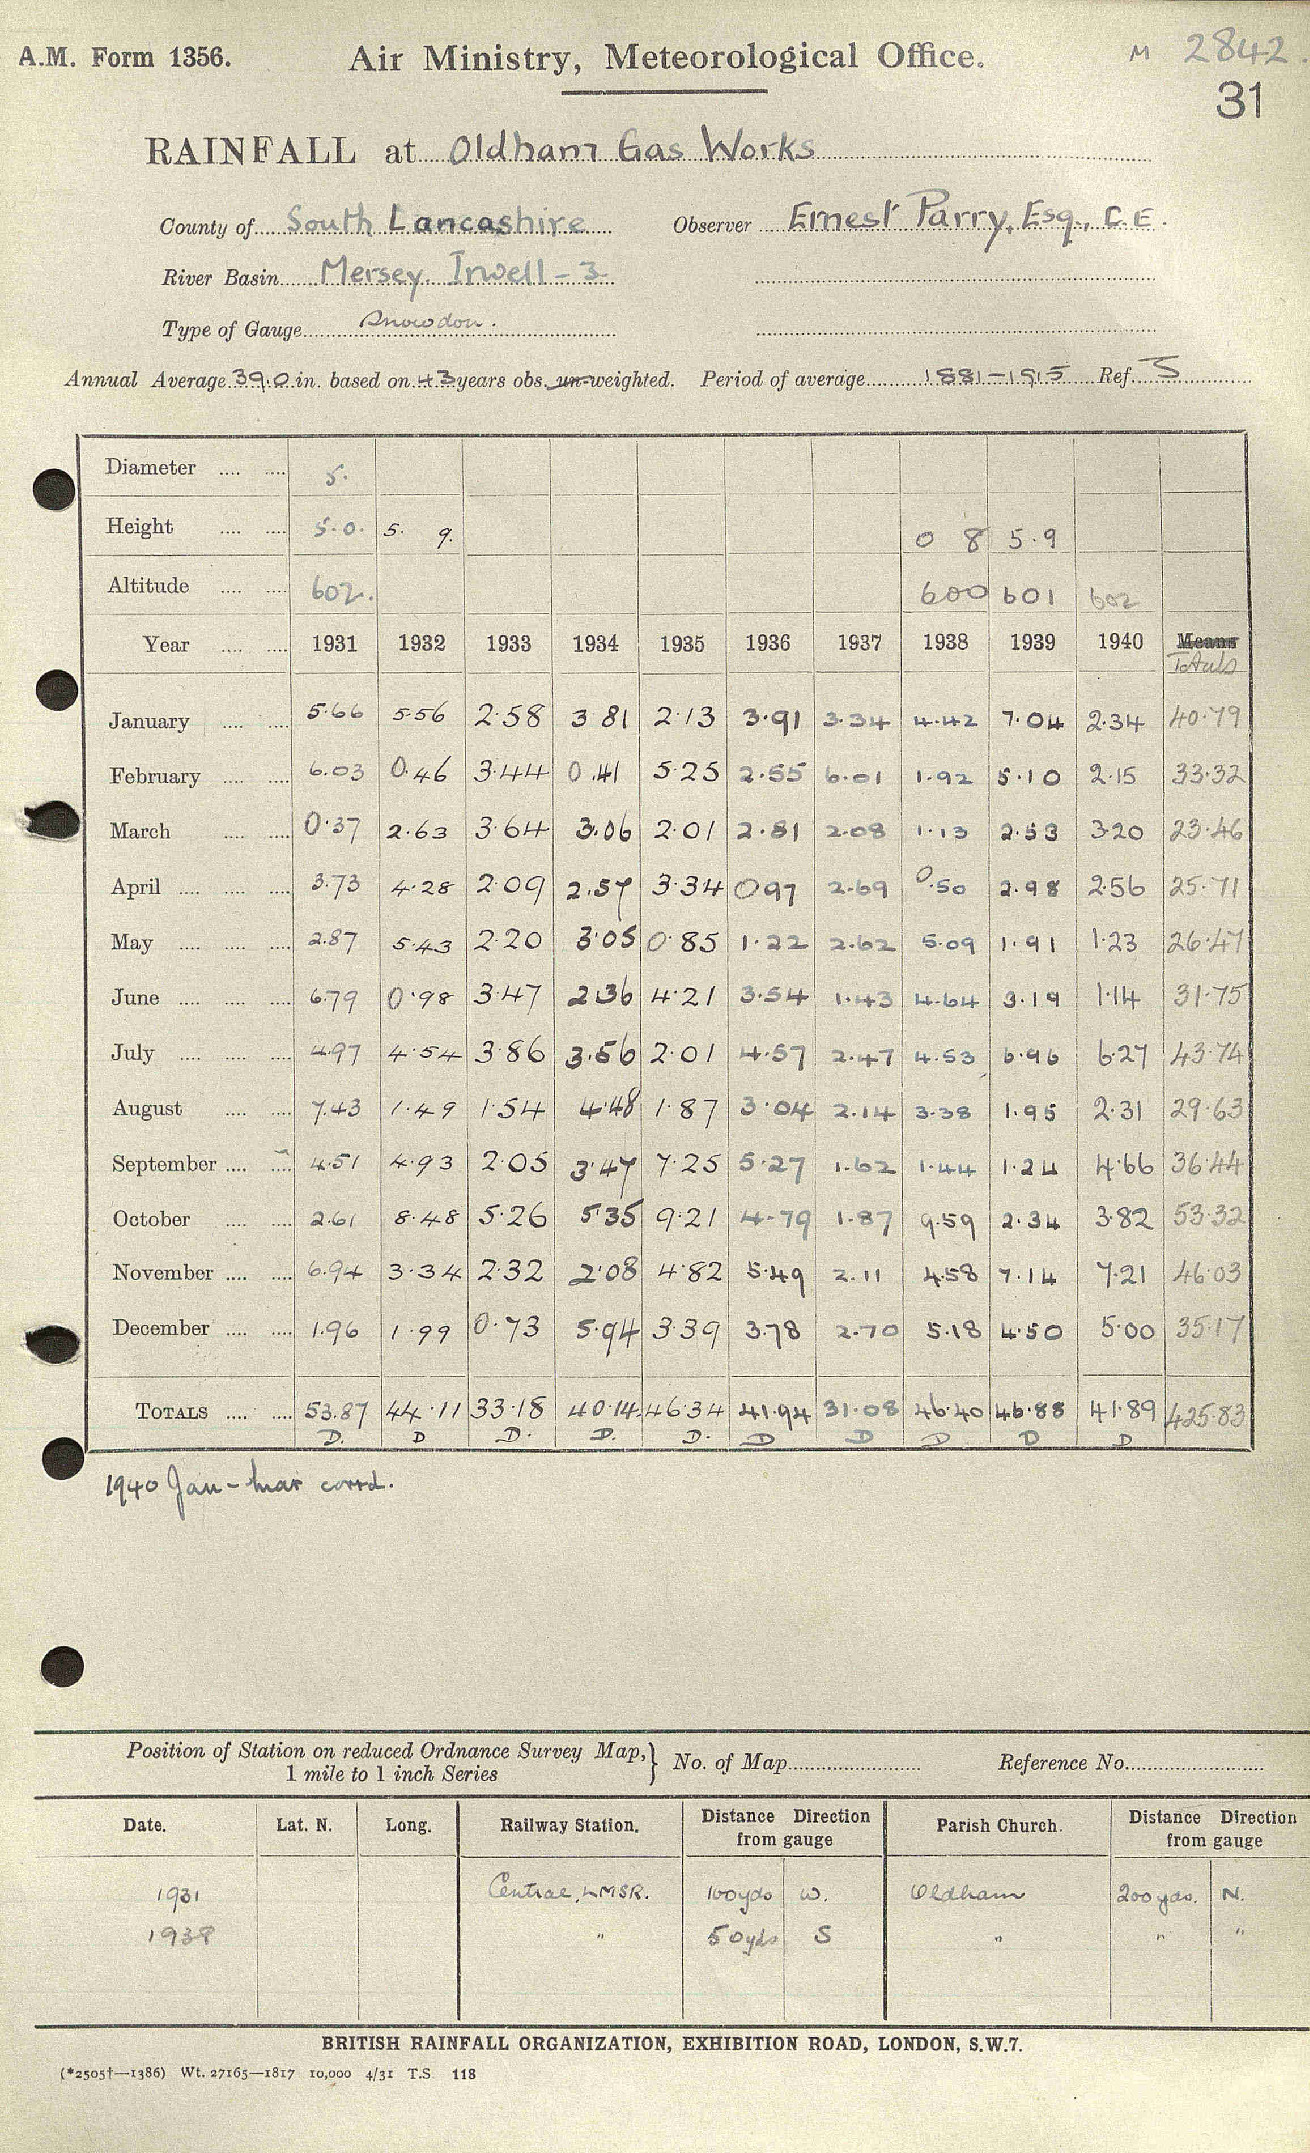 A.M. Form 1356. Air Ministry, Meteorological Office. M 2842.
31
RAINFALL at Oldham Gas Works
County of South Lancashire Observer Ernest Parry, Esq., C.E.
River Basin Mersey. Irwell - 3
Type of Gauge Snowdon.
Annual Average 39.0 in. based on 43 years obs. un-weighted. Period of average 1881-1915 Ref. S
Diameter 5.
Height 5.0. 5. 9. 0 8 5.9
Altitude 602. 600 601 602
Year 1931 1932 1933 1934 1935 1936 1937 1938 1939 1940 Means
Totals
January 5.66 5.56 2.58 3 81 2.13 3.91 3.34 4.42 7.04 2.34 40.79
February 6.03 0.46 3.44 0.41 5.25 2.55 6.01 1.92 5.10 2.15 33.32
March 0.37 2.63 3.64 3.06 2.01 2.81 2.08 1.13 2.53 3.20 23.46
April 3.73 4.28 2.09 2.57 3.34 0 97 2.69 0.50 2.98 2.56 25.71
May 2.87 5.43 2.20 3.05 0.85 1.22 2.62 5.09 1.91 1.23 26.47
June 6.79 0.98 3.47 2.36 4.21 3.54 1.43 4.64 3.19 1.14 31.75
July 4.97 4.54 3.86 3.56 2.01 4.57 2.47 4.53 6.96 6.27 43.74
August 7.43 1.49 1.54 4.48 1.87 3.04 2.14 3.38 1.95 2.31 29.63
September 4.51 4.93 2.05 3.47 7.25 5.27 1.62 1.44 1.24 4.66 36.44
October 2.61 8.48 5.26 5.35 9.21 4.79 1.87 9.59 2.34 3.82 53.32
November 6.94 3.34 2.32 2.08 4.82 5.49 2.11 4.58 7.14 7.21 46.03
December 1.96 1.99 0.73 5.94 3.39 3.78 2.70 5.18 4.50 5.00 35.17
TOTALS 53.87 44.11 33.18 40.14 46.34 41.94 31.08 46.40 46.88 41.89 425.83
D. D D. D. D. D D D D D
1940 Jan - Mar corrd.
Position of Station on reduced Ordnance Survey Map, } No. of Map Reference No.
1 mile to 1 inch Series
Date. Lat. N. Long. Railway Station. Distance Direction from gauge Parish Church. Distance Direction from gauge
1931 Central, LMSR. 100yds W. Oldham 200yds. N.
1938 " 50yds S " " "
BRITISH RAINFALL ORGANIZATION, EXHIBITION ROAD, LONDON, S.W.7.
(*2505†—1386) Wt. 27165—1817 10,000 4/31 T.S. 118